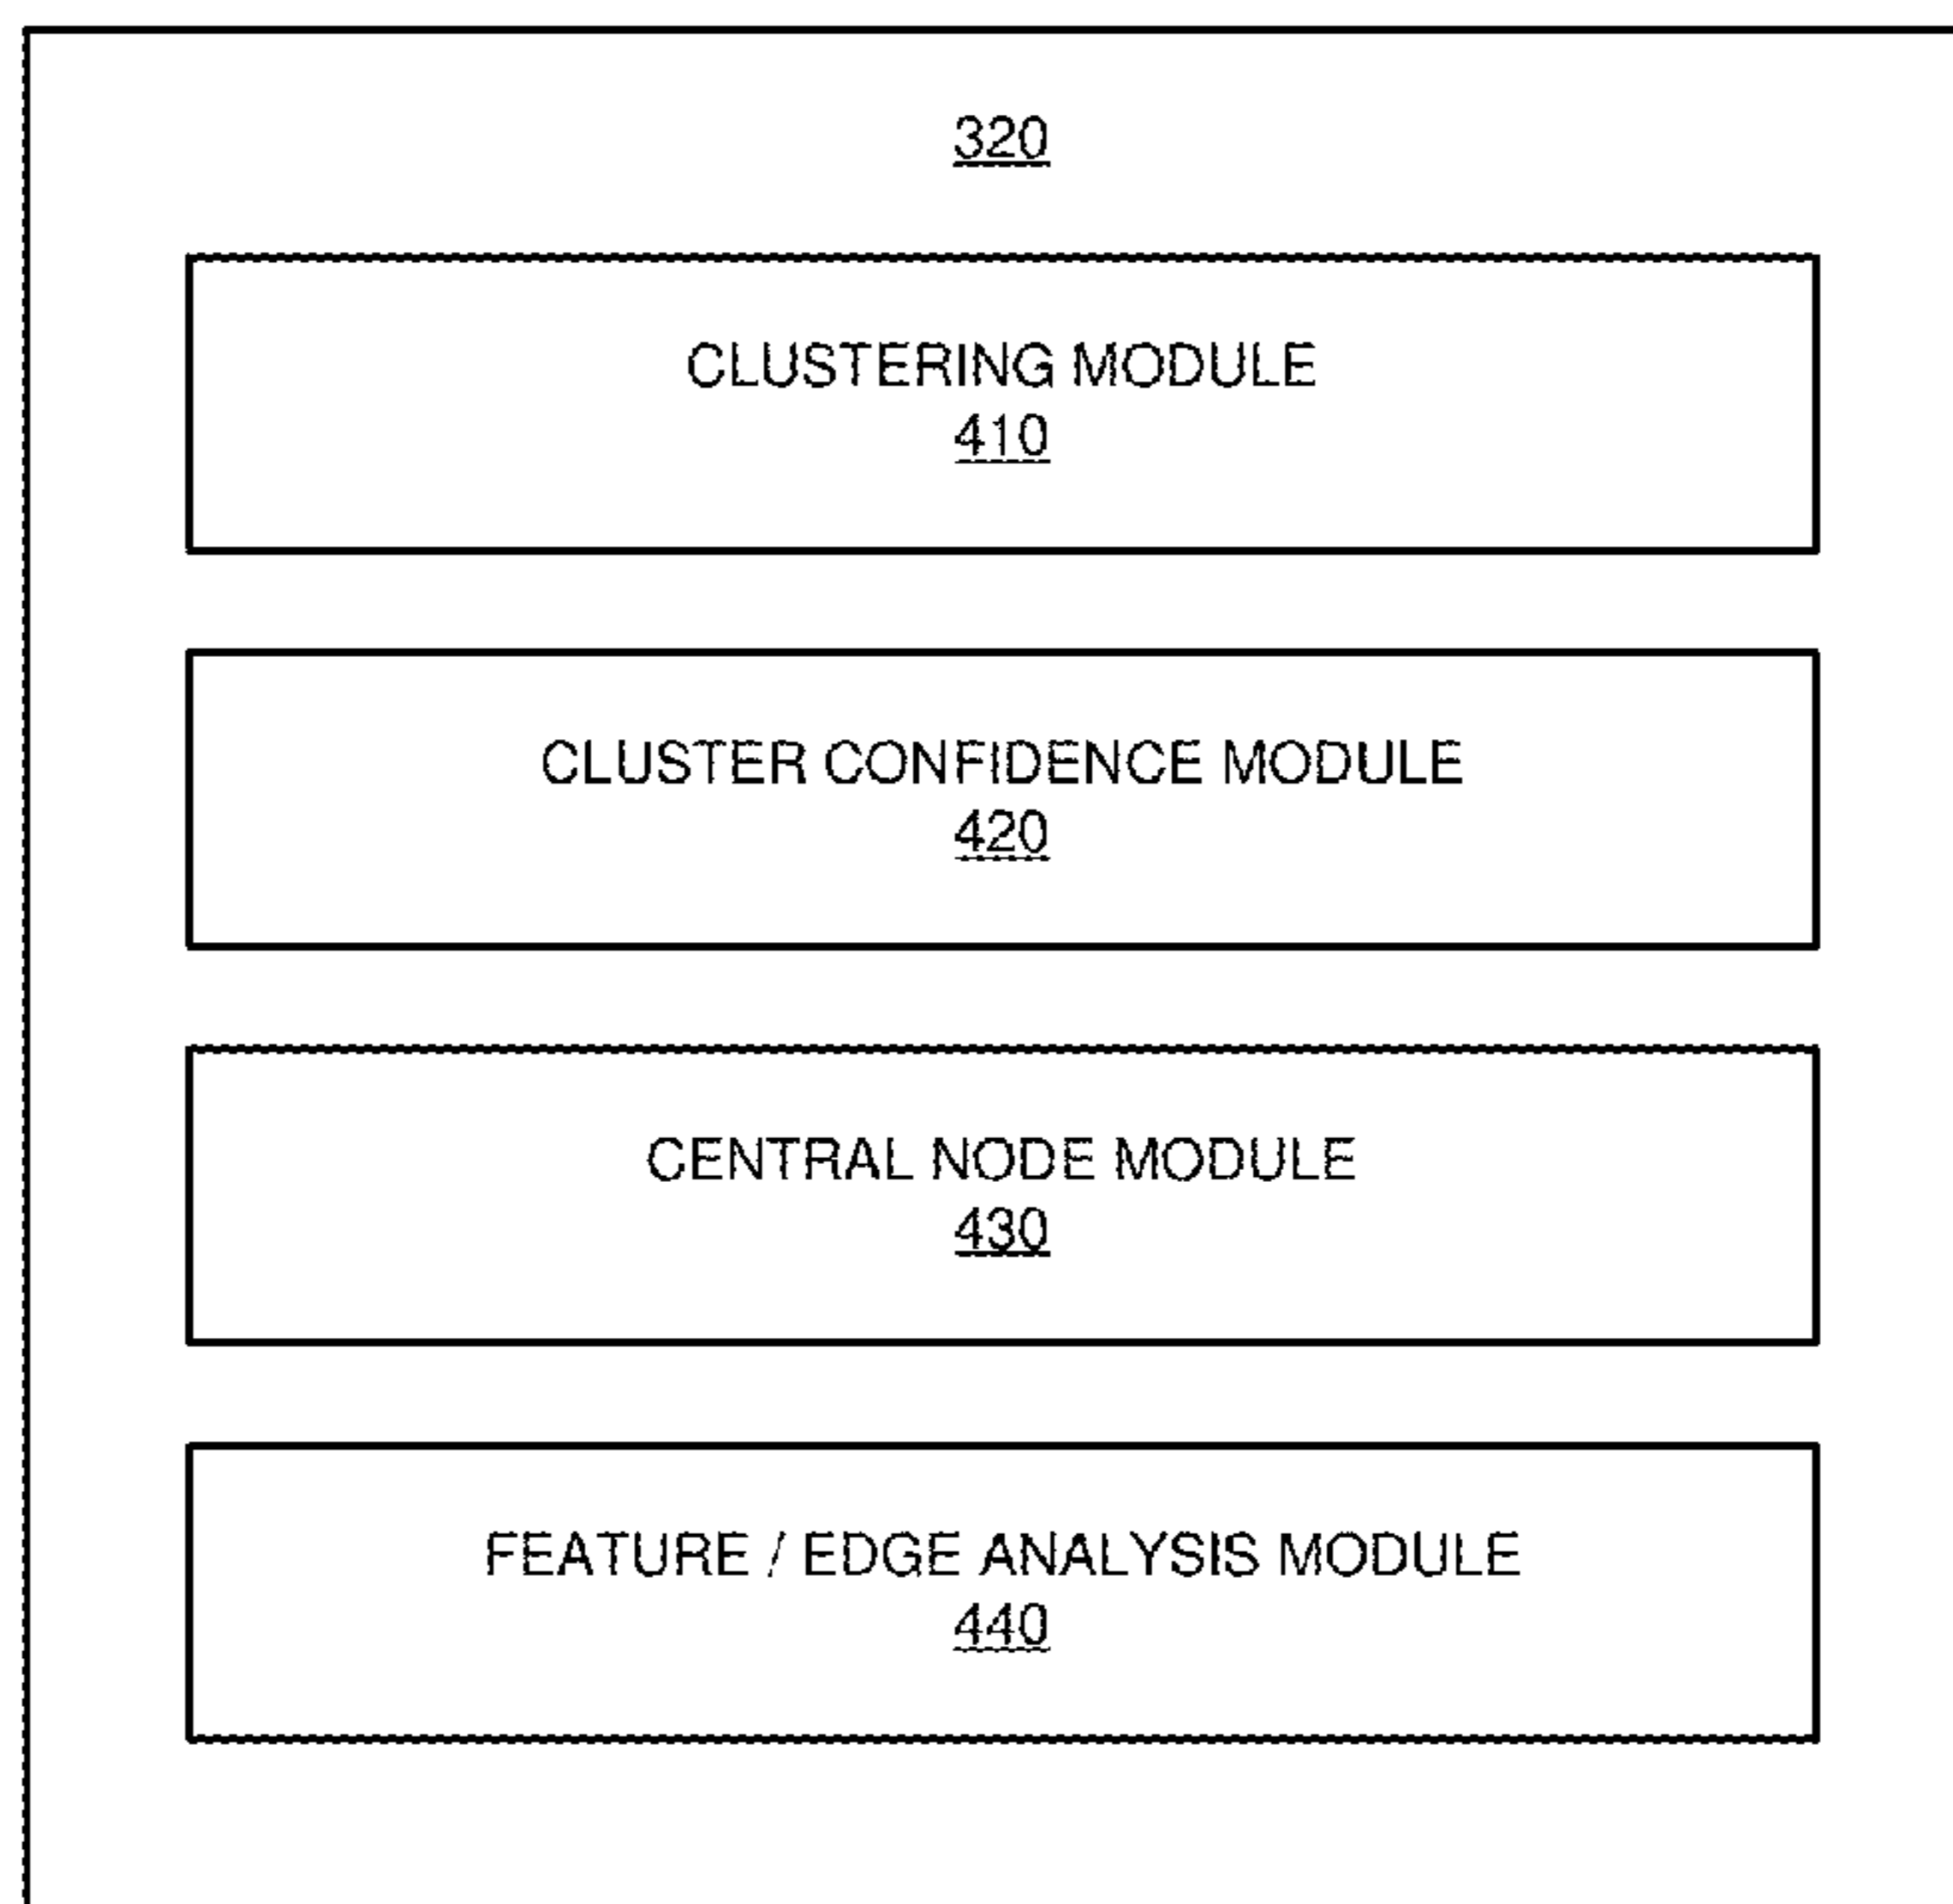 320
CLUSTERING MODULE
410
CLUSTER CONFIDENCE MODULE
420
CENTRAL NODE MODULE
430
FEATURE / EDGE ANALYSIS MODULE
440